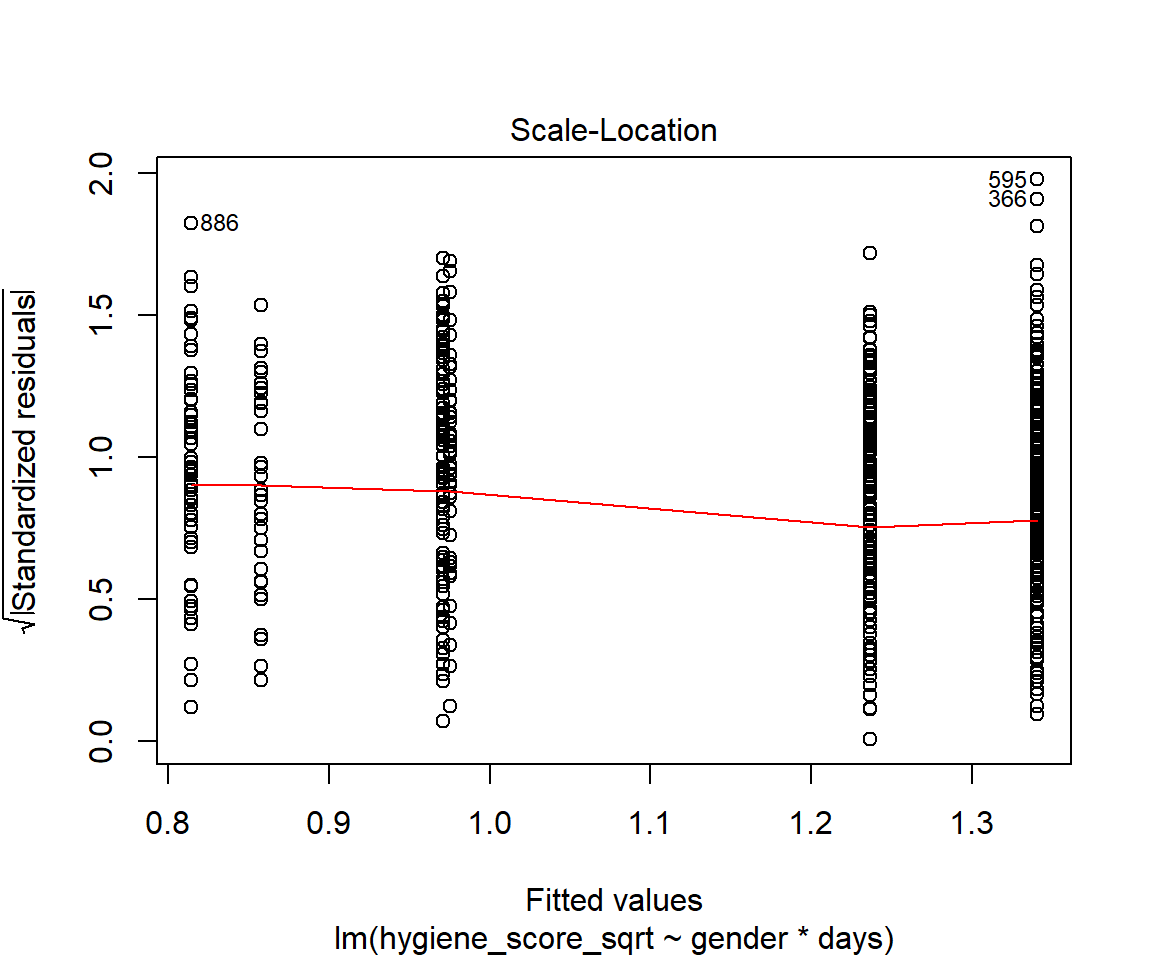 Scale-Location
2.0
1.5
1.0
0.5
0.0
√|Standardized residuals|
886
595
366
0.8 0.9 1.0 1.1 1.2 1.3
Fitted values
lm(hygiene_score_sqrt ~ gender * days)